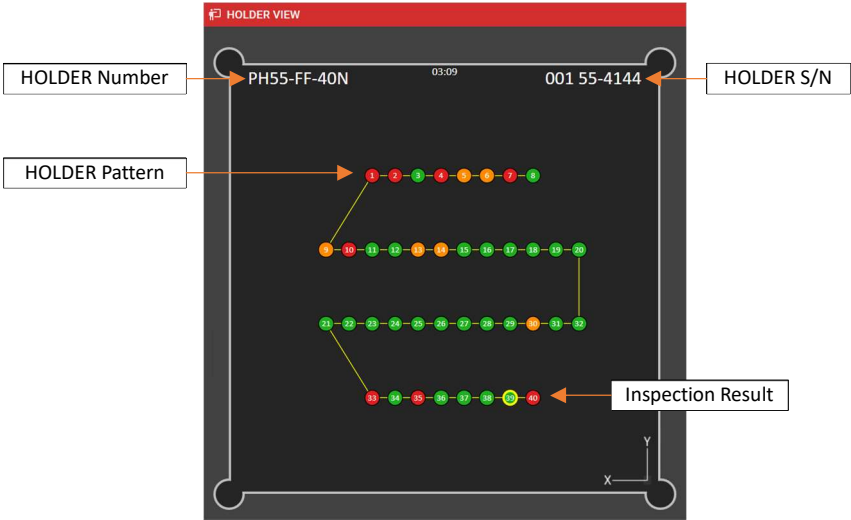 HOLDER VIEW
HOLDER Number
PH55-FF-40N
03:09
001 55-4144
HOLDER S/N
HOLDER Pattern
1 2 3 4 5 6 7 8
9 10 11 12 13 14 15 16 17 18 19 20
21 22 23 24 25 26 27 28 29 30 31 32
33 34 35 36 37 38 39 40
Inspection Result
Y
X